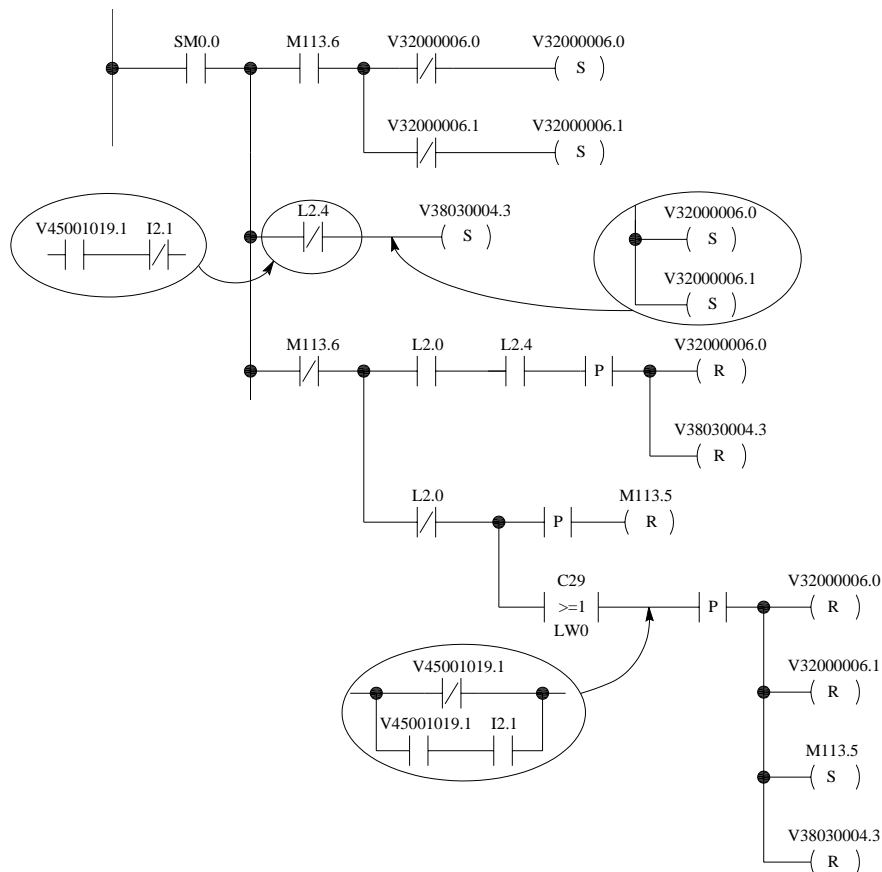 SM0.0 M113.6 V32000006.0 V32000006.0
S
V32000006.1 V32000006.1
S
L2.4 V38030004.3
S
V45001019.1 I2.1
V32000006.0
S
V32000006.1
S
M113.6 L2.0 L2.4 V32000006.0
P R
V38030004.3
R
L2.0 M113.5
P R
C29 V32000006.0
>=1 P R
LW0
V45001019.1
V45001019.1 I2.1
V32000006.1
R
M113.5
S
V38030004.3
R